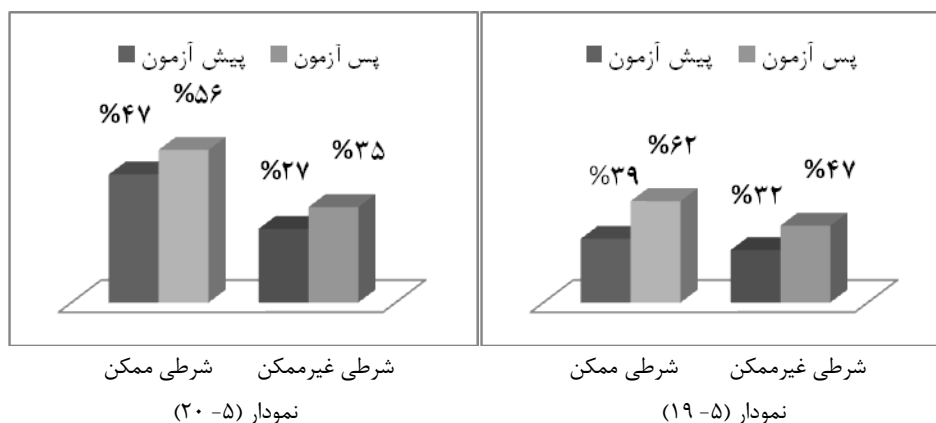 پیش آزمون پس آزمون
%۳۹ %۶۲ %۳۲ %۴۷
شرطی ممکن شرطی غیرممکن
نمودار (۵- ۱۹)
پیش آزمون پس آزمون
%۴۷ %۵۶ %۲۷ %۳۵
شرطی ممکن شرطی غیرممکن
نمودار (۵- ۲۰)